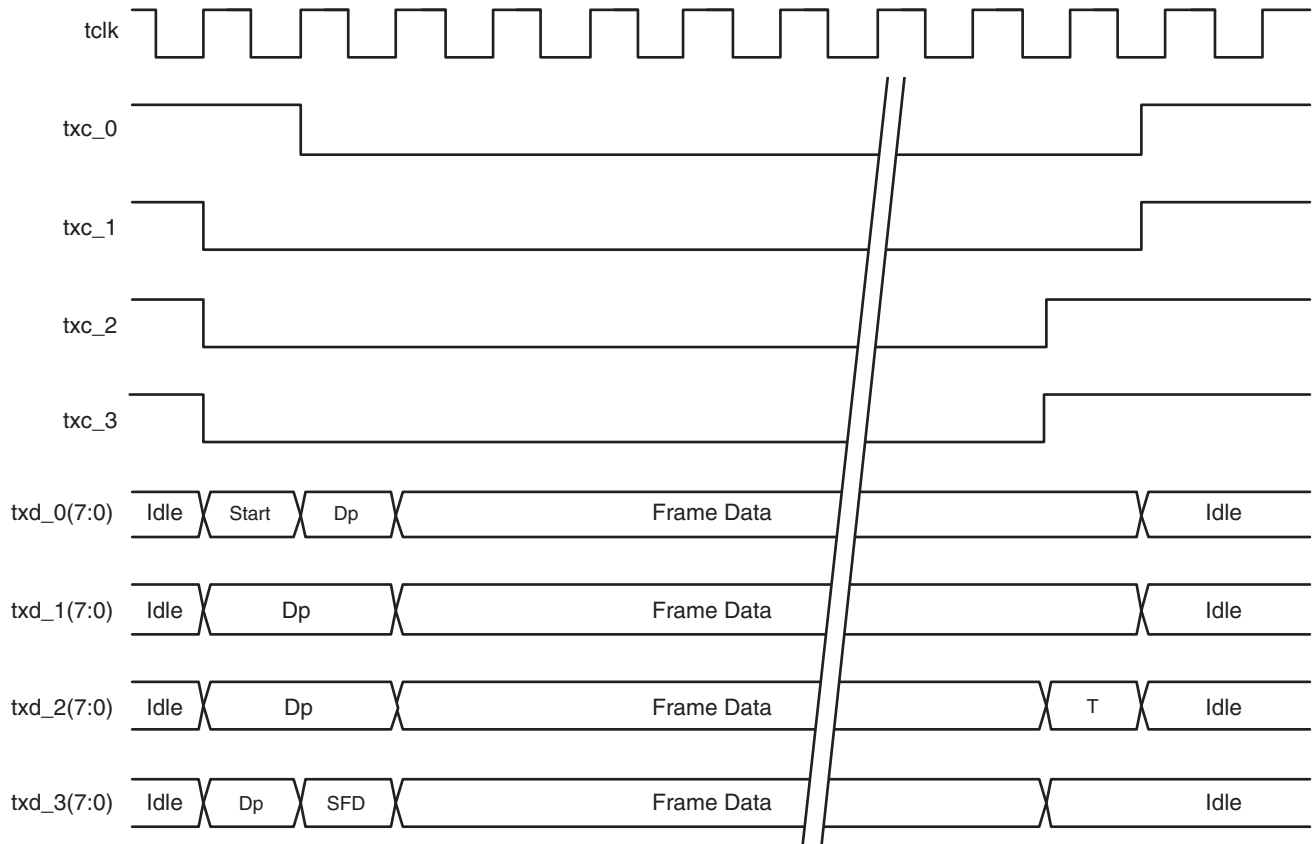 tclk
txc_0
txc_1
txc_2
txc_3
txd_0(7:0) Idle Start Dp Frame Data Idle
txd_1(7:0) Idle Dp Frame Data Idle
txd_2(7:0) Idle Dp Frame Data T Idle
txd_3(7:0) Idle Dp SFD Frame Data Idle